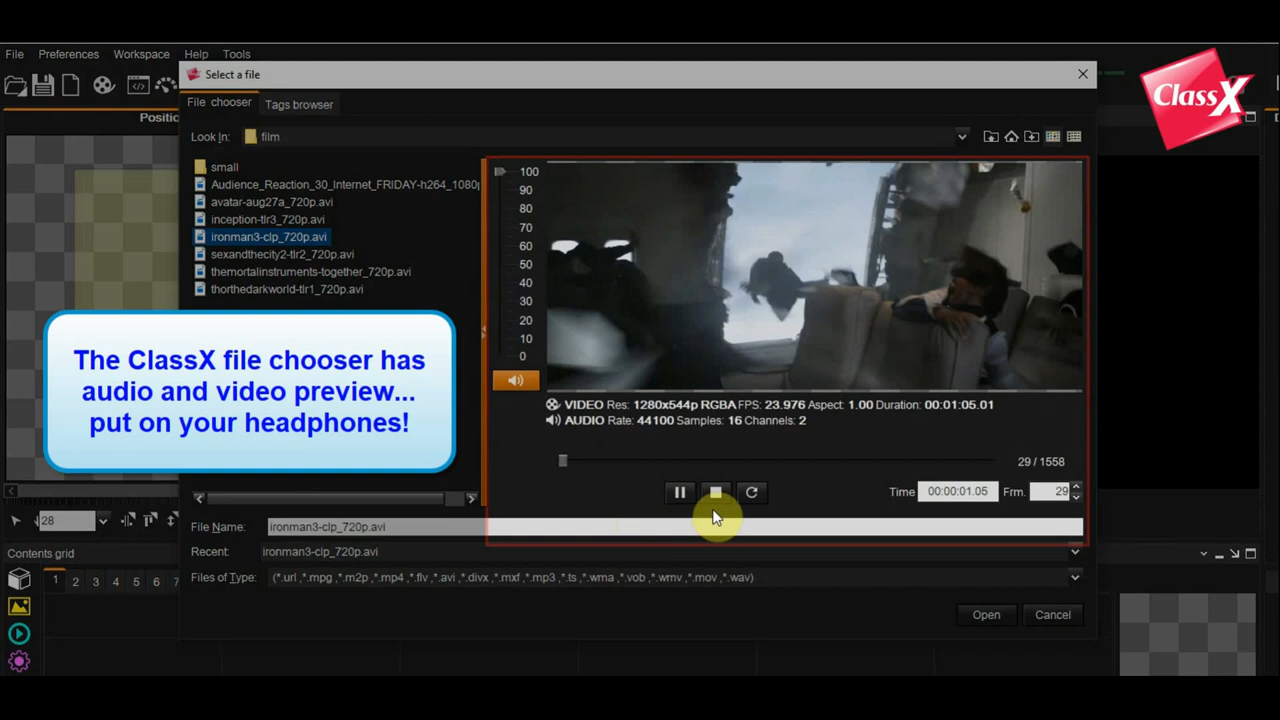 File Preferences Workspace Help Tools
ClassX
Select a file
File chooser Tags browser
Positio
Look In: film
small
Audience_Reaction_30_Internet_FRIDAY-h264_1080p
avatar-aug27a_720p.avi
inception-tlr3_720p.avi
ironman3-clp_720p.avi
sexandthecity2-tlr2_720p.avi
themortalinstruments-together_720p.avi
thorthedarkworld-tlr1_720p.avi
100
90
80
70
60
50
40
30
20
10
0
The ClassX file chooser has
audio and video preview...
put on your headphones!
VIDEO Res: 1280x544p RGBA FPS: 23.976 Aspect: 1.00 Duration: 00:01:05.01
AUDIO Rate: 44100 Samples: 16 Channels: 2
29 / 1558
Time 00:00:01.05 Frm. 29
28
File Name: ironman3-clp_720p.avi
Recent: ironman3-clp_720p.avi
Files of Type: (*.url ,*.mpg ,*.m2p ,*.mp4 ,*.flv ,*.avi ,*.divx ,*.mxf ,*.mp3 ,*.ts ,*.wma ,*.vob ,*.wmv ,*.mov ,*.wav)
Contents grid
1 2 3 4 5 6 7
Open Cancel